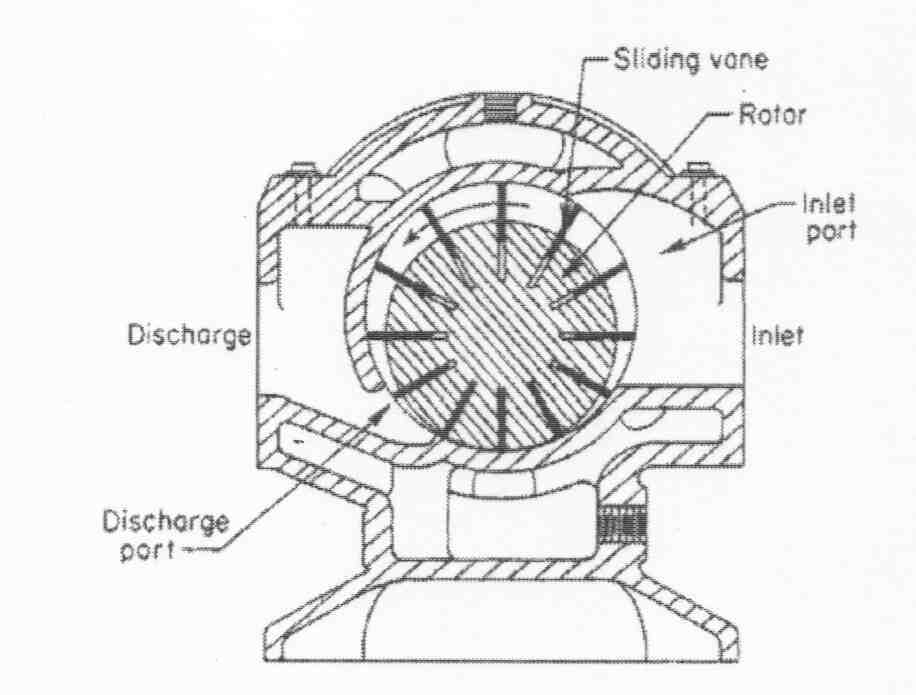 Sliding vane
Rotor
Inlet
port
Discharge
Inlet
Discharge
port